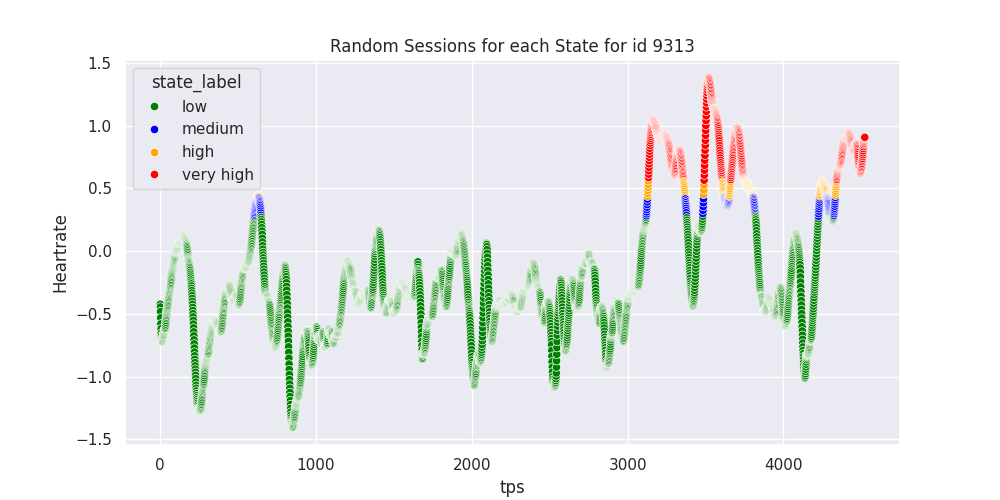 Random Sessions for each State for id 9313
1.5
1.0
0.5
0.0
−0.5
−1.0
−1.5
Heartrate
state_label
low
medium
high
very high
0
1000
2000
3000
4000
tps